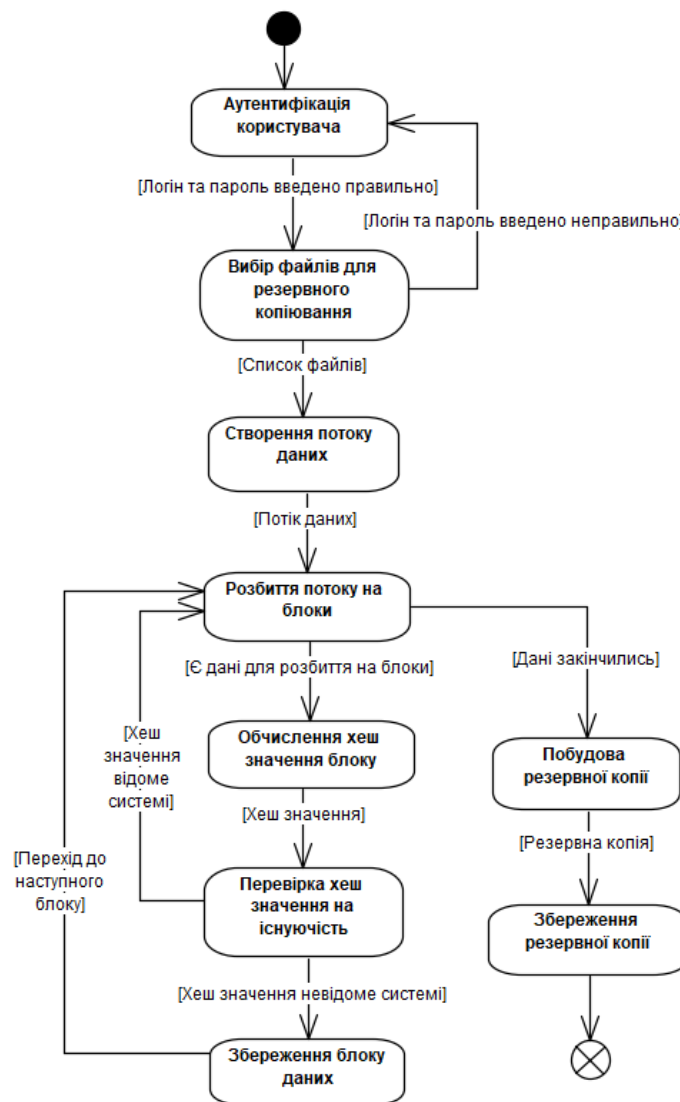 Аутентифікація
користувача
[Логін та пароль введено правильно]
[Логін та пароль введено неправильно]
Вибір файлів для
резервного
копіювання
[Список файлів]
Створення потоку
даних
[Потік даних]
Розбиття потоку на
блоки
[Є дані для розбиття на блоки]
[Дані закінчились]
[Хеш
значення
відоме
системі]
Обчислення хеш
значення блоку
Побудова
резервної копії
[Хеш значення]
[Резервна копія]
[Перехід до
наступного
блоку]
Перевірка хеш
значення на
існуючість
Збереження
резервної копії
[Хеш значення невідоме системі]
Збереження блоку
даних